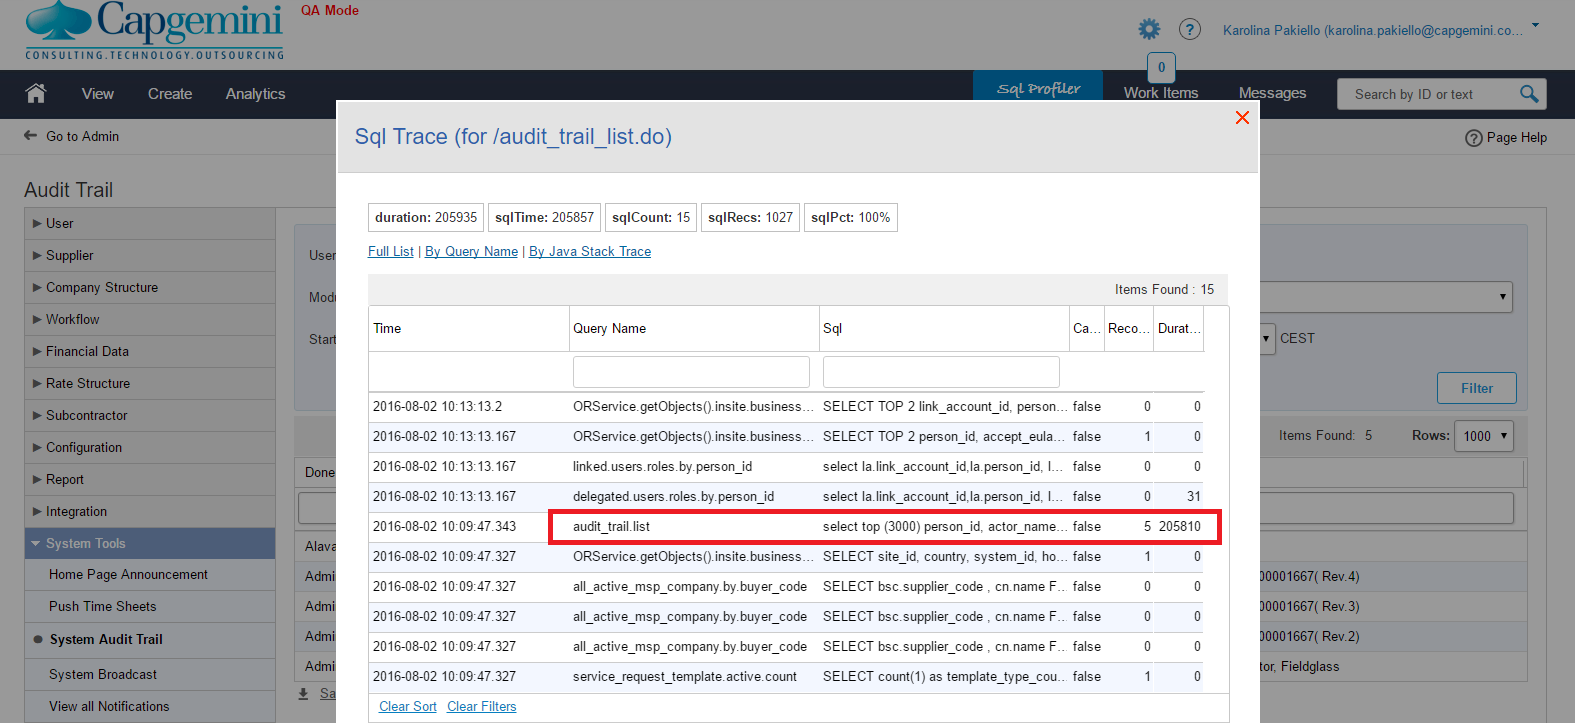 Capgemini
CONSULTING.TECHNOLOGY.OUTSOURCING
QA Mode
?
Karolina Pakiello (karolina.pakiello@capgemini.co...
0
View
Create
Analytics
Sql Profiler
Work Items
Messages
Search by ID or text
Go to Admin
? Page Help
Audit Trail
User
Supplier
Company Structure
Workflow
Financial Data
Rate Structure
Subcontractor
Configuration
Report
Integration
System Tools
Home Page Announcement
Push Time Sheets
System Audit Trail
System Broadcast
View all Notifications
User
Modu
Start
CEST
Filter
Items Found: 5
Rows: 1000
Done
Alava
Admi
Admi
Admi
Admi
Sa
00001667( Rev.4)
00001667( Rev.3)
00001667( Rev.2)
tor, Fieldglass
Sql Trace (for /audit_trail_list.do)
duration: 205935 sqlTime: 205857 sqlCount: 15 sqlRecs: 1027 sqlPct: 100%
Full List | By Query Name | By Java Stack Trace
Items Found : 15
Time Query Name Sql Ca... Reco... Durat...
2016-08-02 10:13:13.2 ORService.getObjects().insite.business... SELECT TOP 2 link_account_id, person... false 0 0
2016-08-02 10:13:13.167 ORService.getObjects().insite.business... SELECT TOP 2 person_id, accept_eula... false 1 0
2016-08-02 10:13:13.167 linked.users.roles.by.person_id select la.link_account_id,la.person_id, l... false 0 0
2016-08-02 10:13:13.167 delegated.users.roles.by.person_id select la.link_account_id,la.person_id, l... false 0 31
2016-08-02 10:09:47.343 audit_trail.list select top (3000) person_id, actor_name... false 5 205810
2016-08-02 10:09:47.327 ORService.getObjects().insite.business... SELECT site_id, country, system_id, ho... false 1 0
2016-08-02 10:09:47.327 all_active_msp_company.by.buyer_code SELECT bsc.supplier_code , cn.name F... false 0 0
2016-08-02 10:09:47.327 all_active_msp_company.by.buyer_code SELECT bsc.supplier_code , cn.name F... false 0 0
2016-08-02 10:09:47.327 all_active_msp_company.by.buyer_code SELECT bsc.supplier_code , cn.name F... false 0 0
2016-08-02 10:09:47.327 service_request_template.active.count SELECT count(1) as template_type_cou... false 1 0
Clear Sort Clear Filters